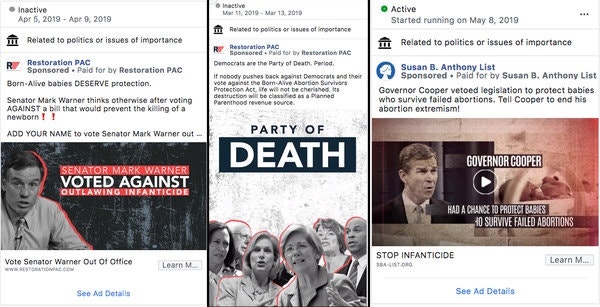 Inactive
Apr 5, 2019 - Apr 9, 2019
Related to politics or issues of importance
Restoration PAC
Sponsored • Paid for by Restoration PAC
Born-Alive babies DESERVE protection.
Senator Mark Warner thinks otherwise after voting
AGAINST a bill that would prevent the killing of a
newborn❗❗
ADD YOUR NAME to vote Senator Mark Warner out ...
SENATOR MARK WARNER
VOTED AGAINST
OUTLAWING INFANTICIDE
Vote Senator Warner Out Of Office
WWW.RESTORATIONPAC.COM
Learn M...
See Ad Details
Inactive
Mar 11, 2019 - Mar 13, 2019
Related to politics or issues of importance
Restoration PAC
Sponsored • Paid for by Restoration PAC
Democrats are the Party of Death. Period.
If nobody pushes back against Democrats and their
vote against the Born-Alive Abortion Survivors
Protection Act, life will not be cherished. Its
destruction will be classified as a Planned
Parenthood revenue source.
PARTY OF
DEATH
Active
Started running on May 8, 2019
...
Related to politics or issues of importance
Susan B. Anthony List
Sponsored • Paid for by Susan B. Anthony List
Governor Cooper vetoed legislation to protect babies
who survive failed abortions. Tell Cooper to end his
abortion extremism!
GOVERNOR COOPER
HAD A CHANCE TO PROTECT BABIES
HO SURVIVE FAILED ABORTIONS
STOP INFANTICIDE
SBA-LIST.ORG
Learn M...
See Ad Details